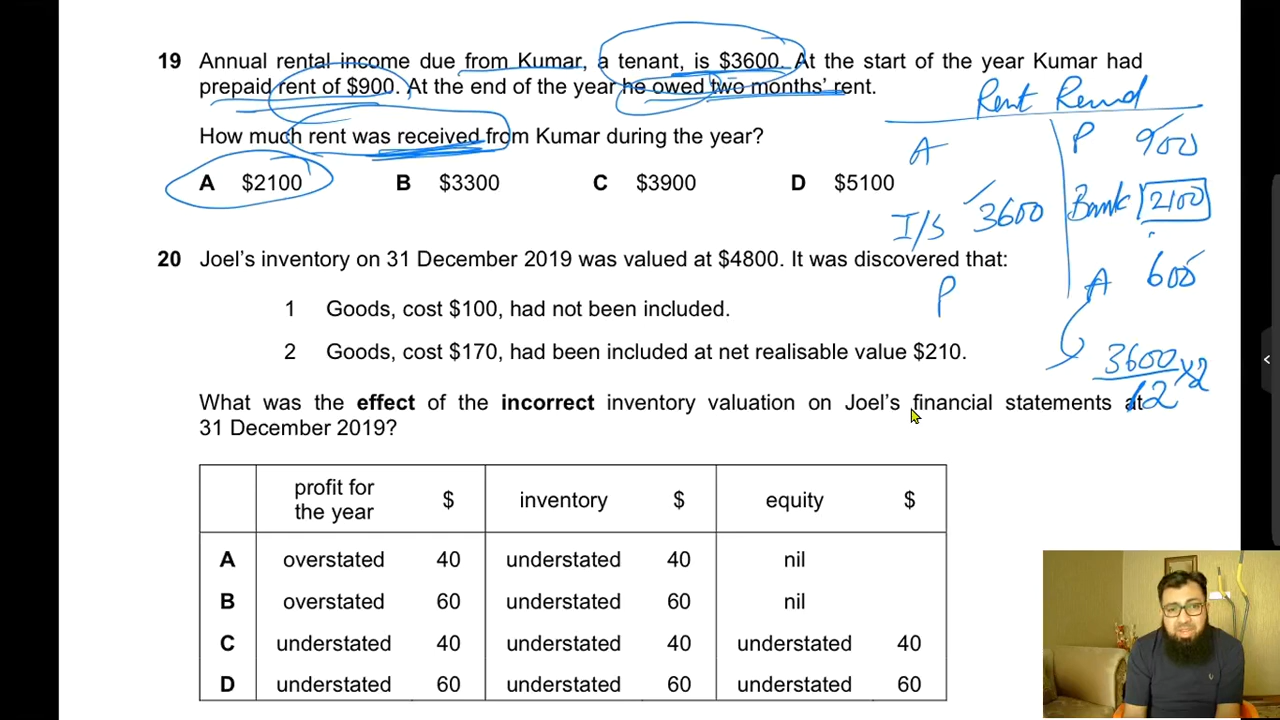 19 Annual rental income due from Kumar, a tenant, is $3600. At the start of the year Kumar had
prepaid rent of $900. At the end of the year he owed two months' rent.
How much rent was received from Kumar during the year?
A $2100 B $3300 C $3900 D $5100
Rent
A P 900
I/S 3600 Bank 2100
P A 600
3600 x2
12
20 Joel's inventory on 31 December 2019 was valued at $4800. It was discovered that:
1 Goods, cost $100, had not been included.
2 Goods, cost $170, had been included at net realisable value $210.
What was the effect of the incorrect inventory valuation on Joel's financial statements at
31 December 2019?
profit for the year $ inventory $ equity $
A overstated 40 understated 40 nil
B overstated 60 understated 60 nil
C understated 40 understated 40 understated 40
D understated 60 understated 60 understated 60
<